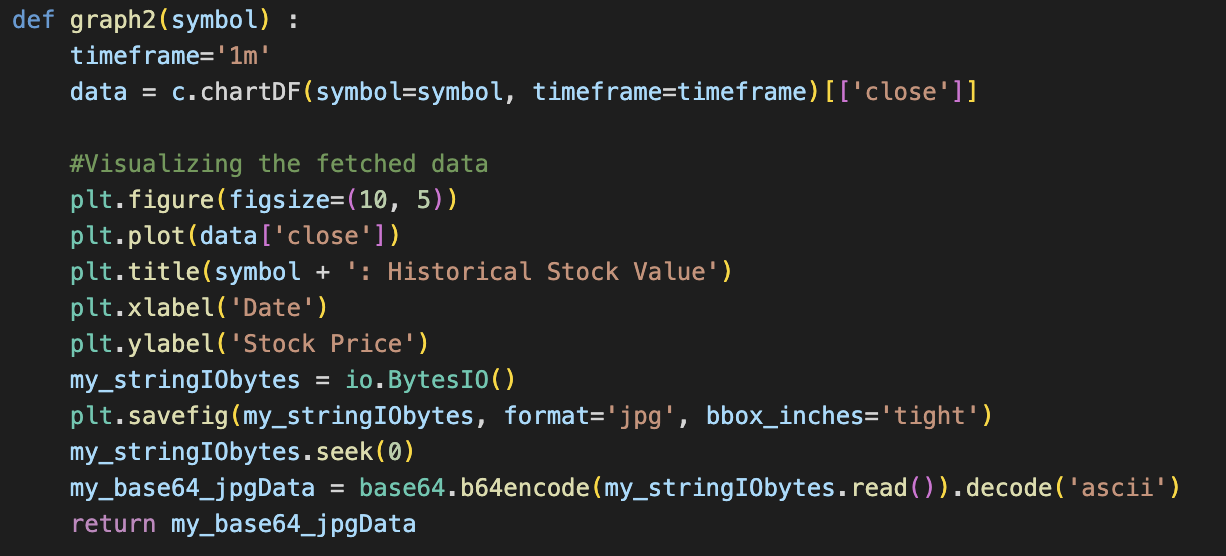 def graph2(symbol) :
    timeframe='1m'
    data = c.chartDF(symbol=symbol, timeframe=timeframe)[['close']]

    #Visualizing the fetched data
    plt.figure(figsize=(10, 5))
    plt.plot(data['close'])
    plt.title(symbol + ': Historical Stock Value')
    plt.xlabel('Date')
    plt.ylabel('Stock Price')
    my_stringIObytes = io.BytesIO()
    plt.savefig(my_stringIObytes, format='jpg', bbox_inches='tight')
    my_stringIObytes.seek(0)
    my_base64_jpgData = base64.b64encode(my_stringIObytes.read()).decode('ascii')
    return my_base64_jpgData